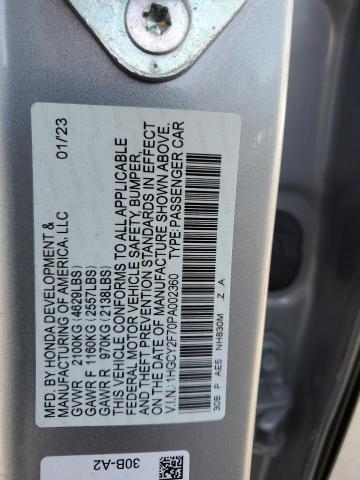 MFD. BY HONDA DEVELOPMENT & 01/23
MANUFACTURING OF AMERICA, LLC
GVWR 2100KG (4629LBS)
GAWR F 1160KG (2557LBS)
GAWR R 970KG (2138LBS)
THIS VEHICLE CONFORMS TO ALL APPLICABLE
FEDERAL MOTOR VEHICLE SAFETY, BUMPER,
AND THEFT PREVENTION STANDARDS IN EFFECT
ON THE DATE OF MANUFACTURE SHOWN ABOVE.
V.I.N.: 1HGCY2F70PA002360 TYPE: PASSENGER CAR
30B P AE5 NH830M Z A
30B-A2